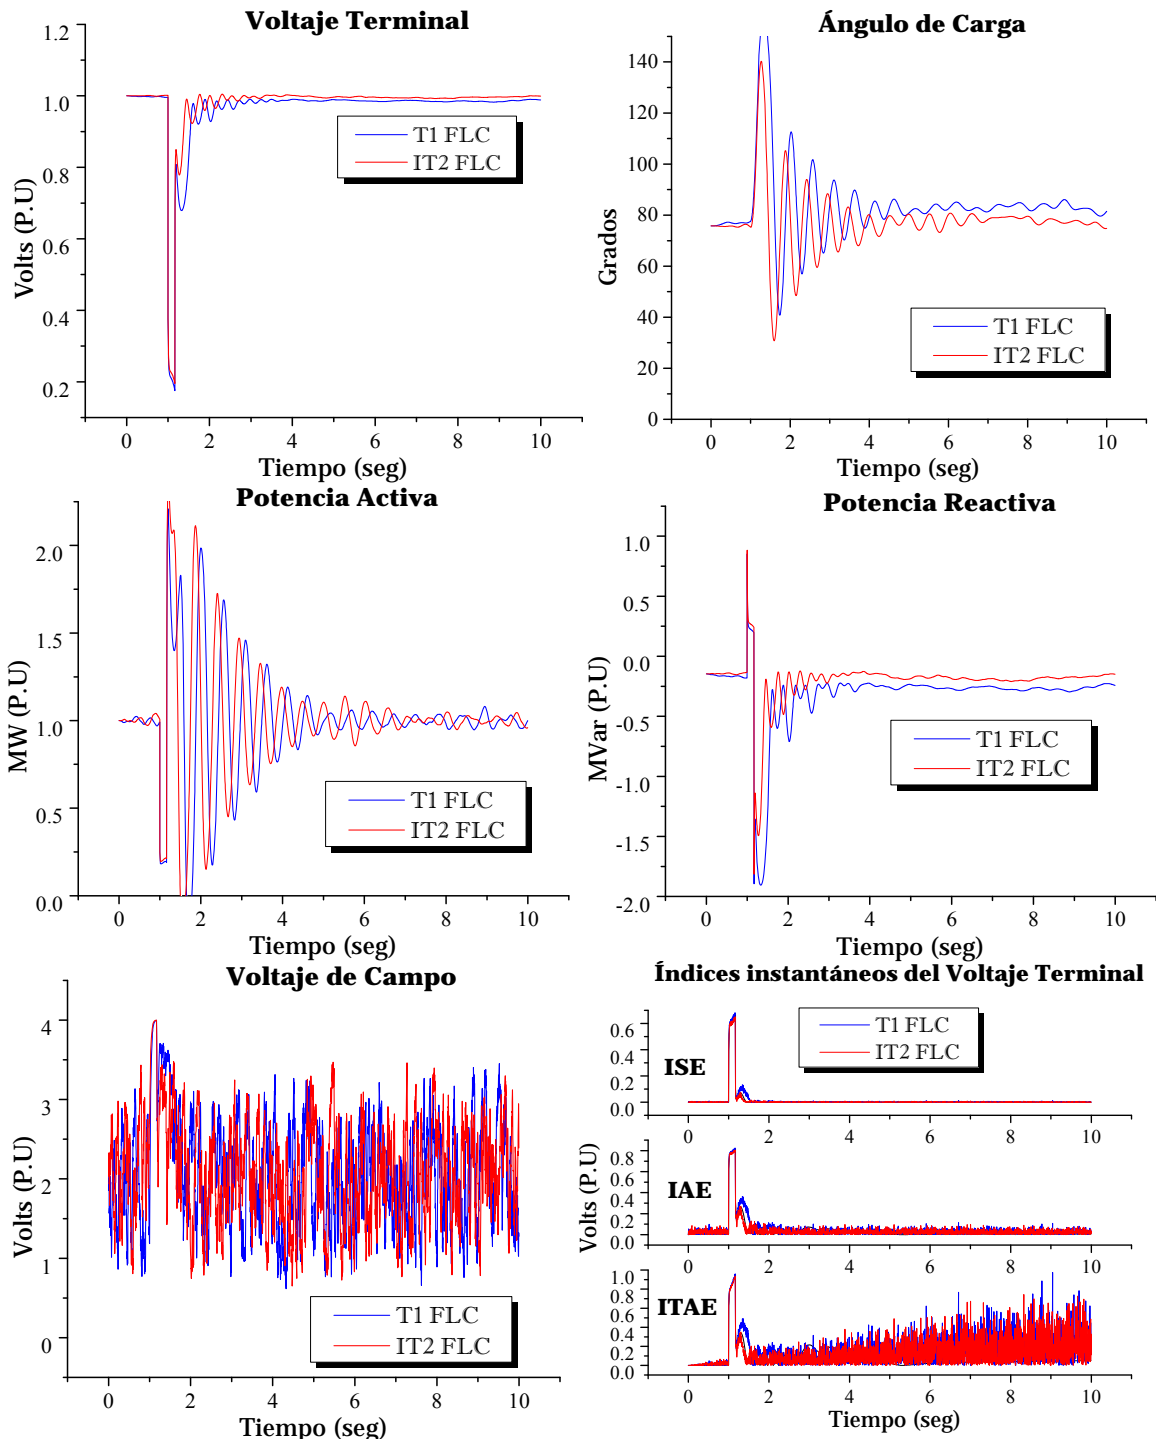 Voltaje Terminal
1.2
1.0
0.8
0.6
0.4
0.2
Volts (P.U)
T1 FLC
IT2 FLC
0 2 4 6 8 10
Tiempo (seg)
Ángulo de Carga
140
120
100
80
60
40
20
0
Grados
T1 FLC
IT2 FLC
0 2 4 6 8 10
Tiempo (seg)
Potencia Activa
2.0
1.5
1.0
0.5
0.0
MW (P.U)
T1 FLC
IT2 FLC
0 2 4 6 8 10
Tiempo (seg)
Potencia Reactiva
1.0
0.5
0.0
-0.5
-1.0
-1.5
-2.0
MVar (P.U)
T1 FLC
IT2 FLC
0 2 4 6 8 10
Tiempo (seg)
Voltaje de Campo
4
3
2
1
0
Volts (P.U)
T1 FLC
IT2 FLC
0 2 4 6 8 10
Tiempo (seg)
Índices instantáneos del Voltaje Terminal
T1 FLC
IT2 FLC
0.6
0.4
0.2
0.0
ISE
0 2 4 6 8 10
0.8
0.6
0.4
0.2
0.0
IAE
Volts (P.U)
0 2 4 6 8 10
1.0
0.8
0.6
0.4
0.2
0.0
ITAE
0 2 4 6 8 10
Tiempo (seg)